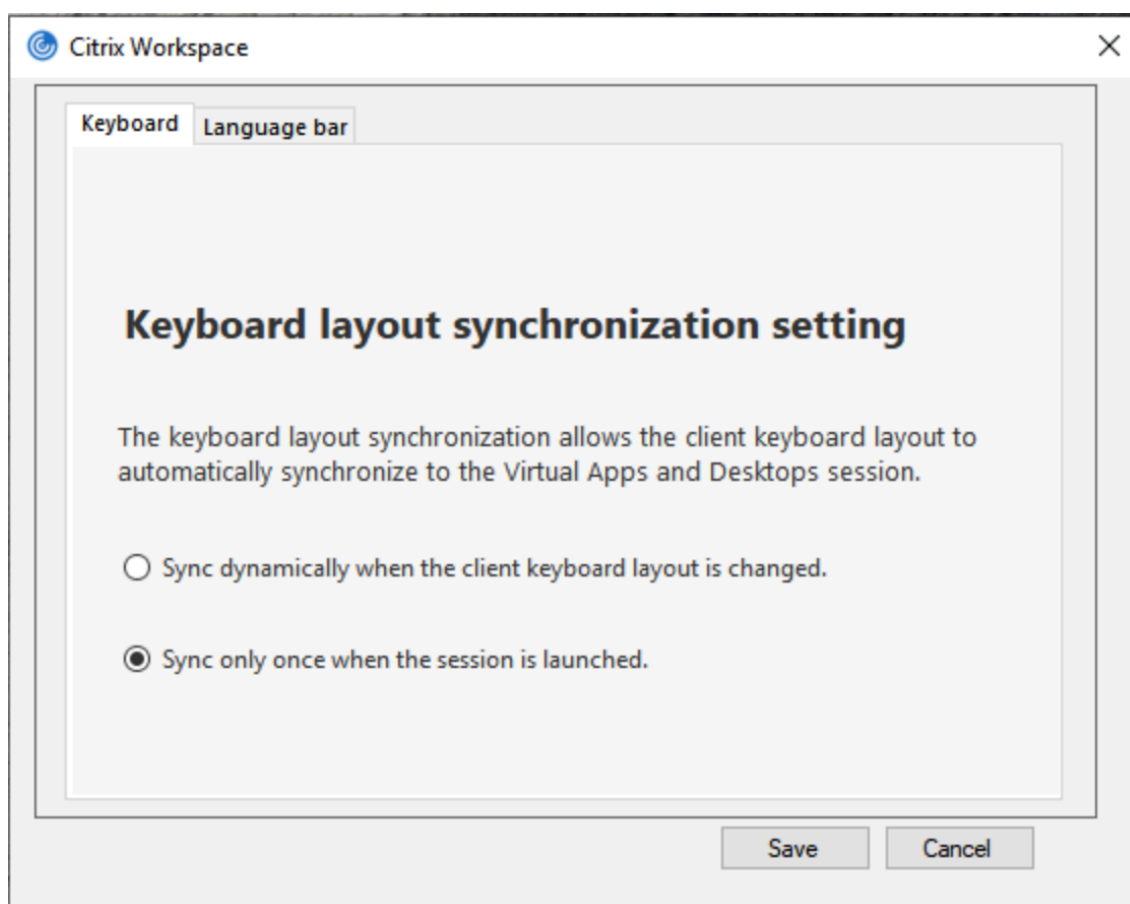 Citrix Workspace
Keyboard
Language bar
Keyboard layout synchronization setting
The keyboard layout synchronization allows the client keyboard layout to
automatically synchronize to the Virtual Apps and Desktops session.
Sync dynamically when the client keyboard layout is changed.
Sync only once when the session is launched.
Save
Cancel